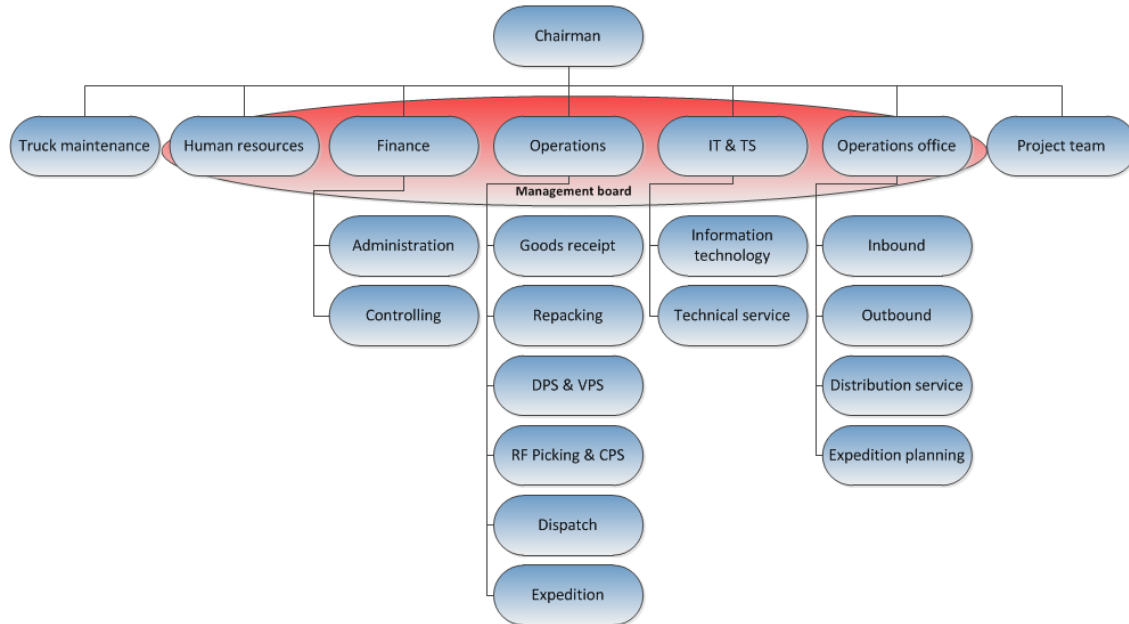 Chairman
Truck maintenance
Human resources
Finance
Operations
IT & TS
Operations office
Project team
Management board
Administration
Goods receipt
Information
technology
Inbound
Controlling
Repacking
Technical service
Outbound
DPS & VPS
Distribution service
RF Picking & CPS
Expedition planning
Dispatch
Expedition